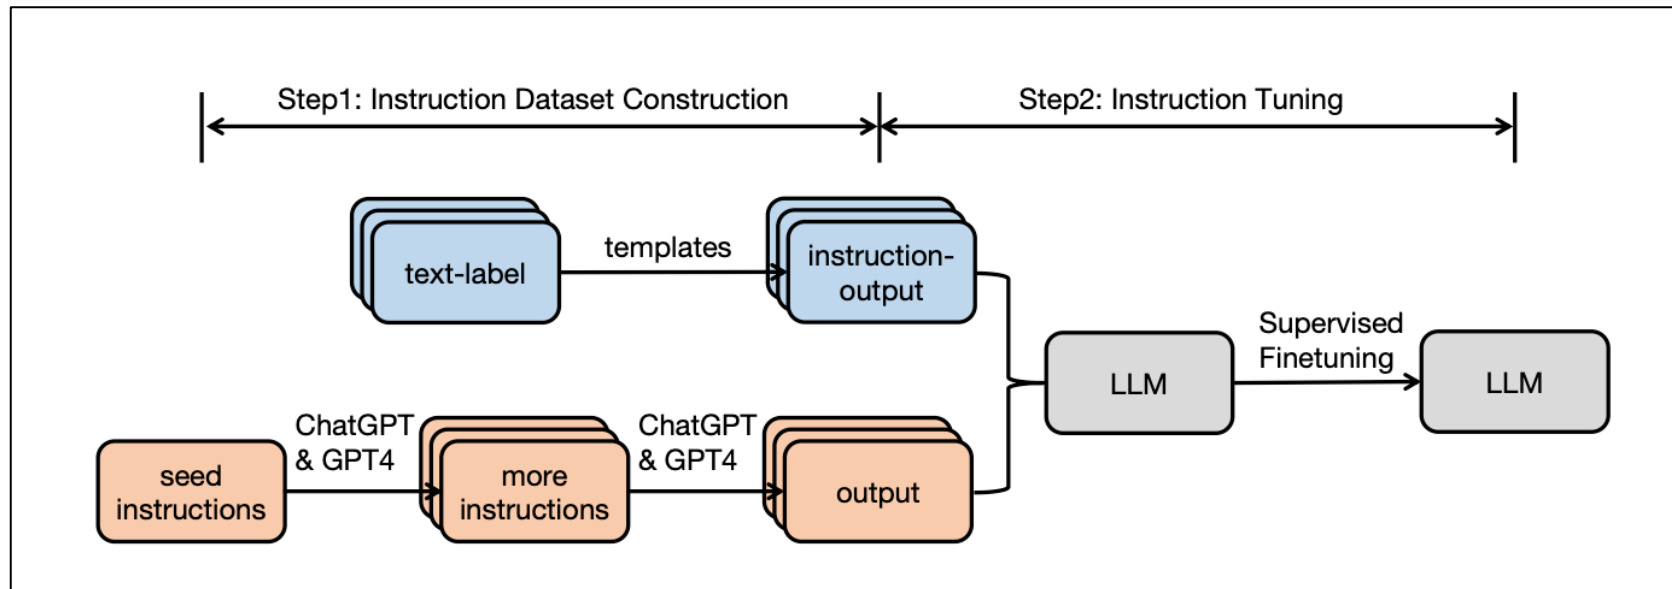 Step1: Instruction Dataset Construction
Step2: Instruction Tuning
text-label
templates
instruction-
output
Supervised
Finetuning
LLM
LLM
seed
instructions
ChatGPT
& GPT4
more
instructions
ChatGPT
& GPT4
output